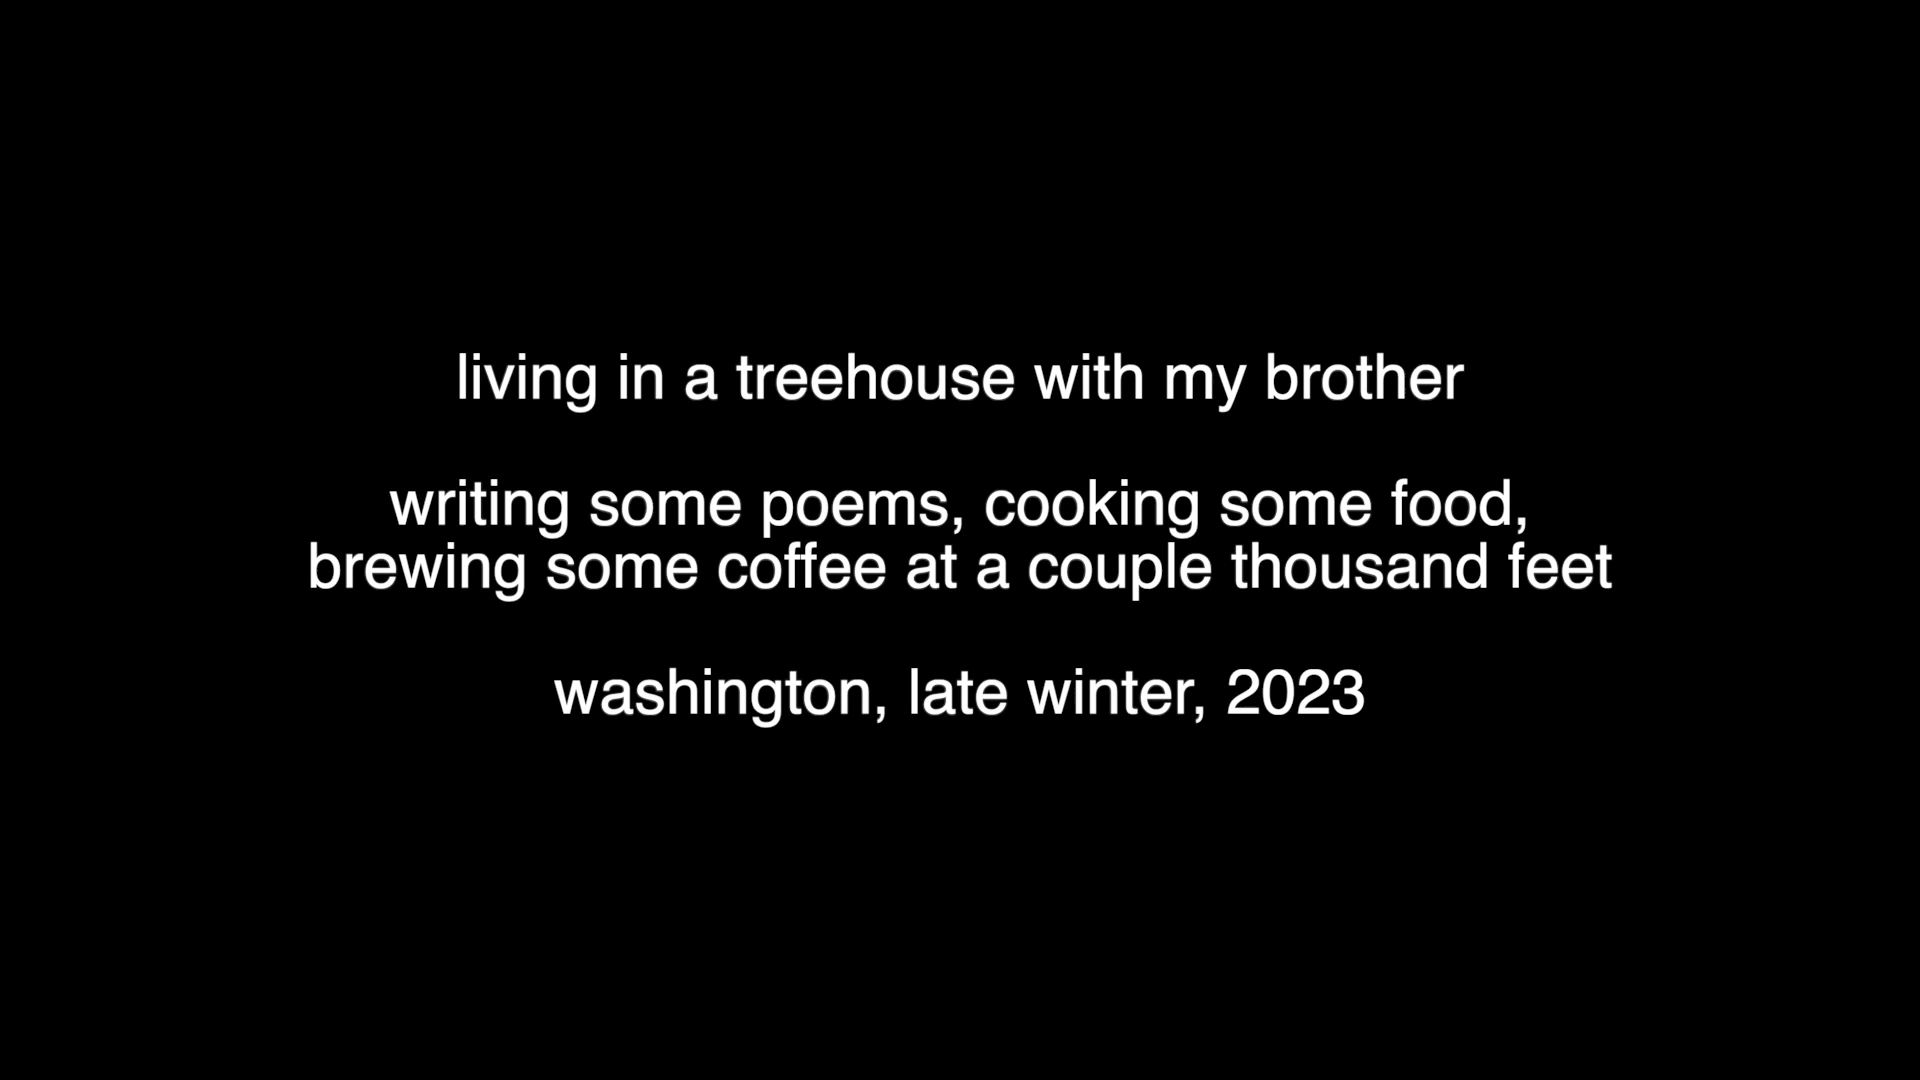 living in a treehouse with my brother
writing some poems, cooking some food,
brewing some coffee at a couple thousand feet
washington, late winter, 2023